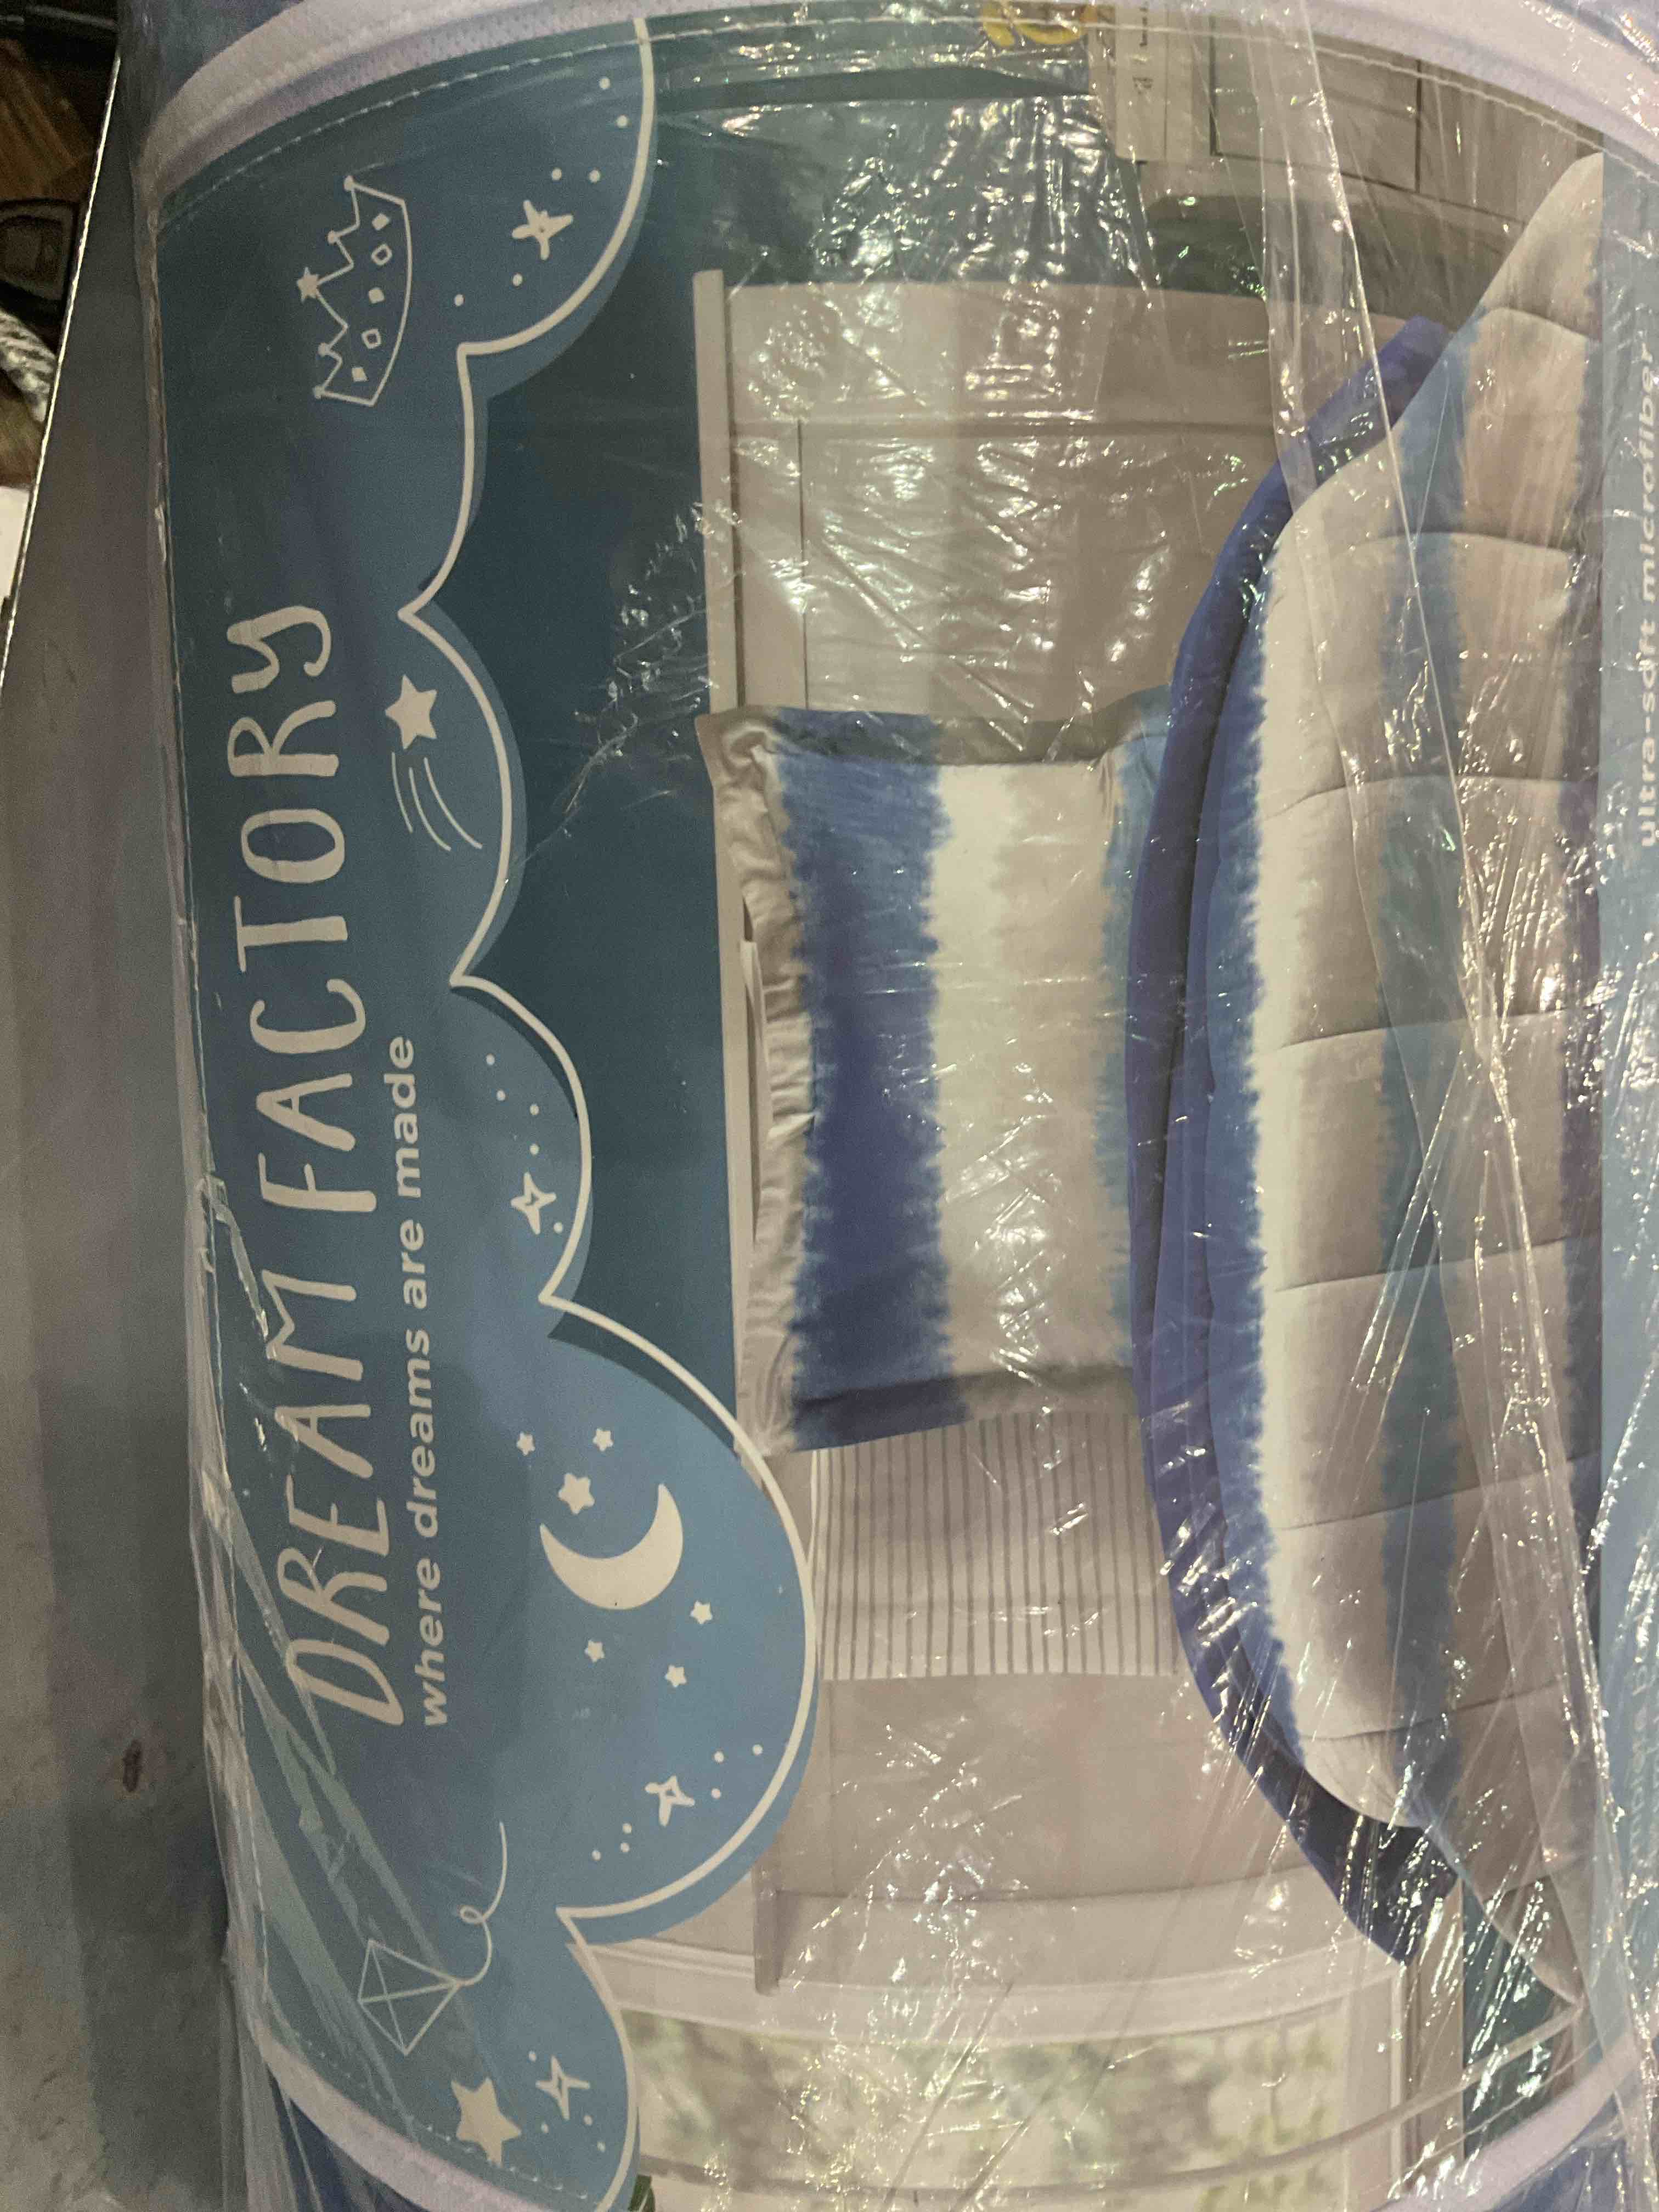 DREAM FACTORY
where dreams are made
ultra-soft microfiber